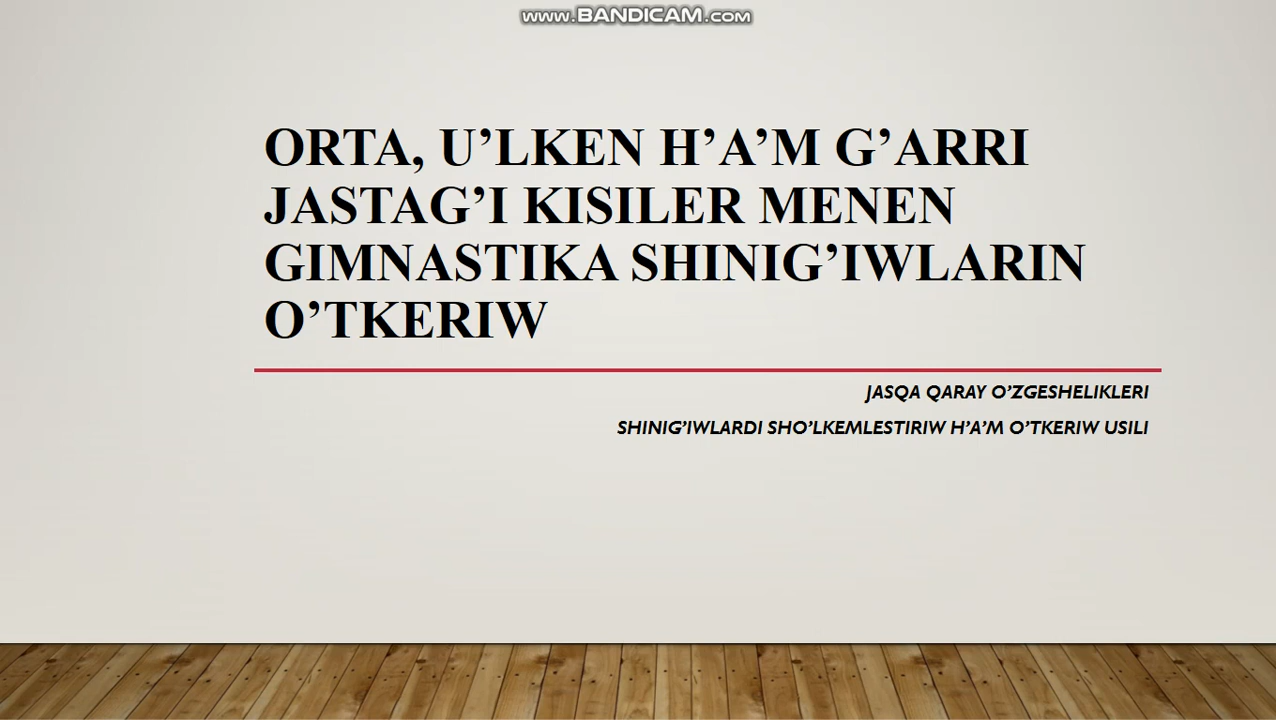 www.BANDICAM.com
ORTA, U’LKEN H’A’M G’ARRI
JASTAG’I KISILER MENEN
GIMNASTIKA SHINIG’IWLARIN
O’TKERIW
JASQA QARAY O’ZGESHELIKLERI
SHINIG’IWLARDI SHO’LKEMLESTIRIW H’A’M O’TKERIW USILI